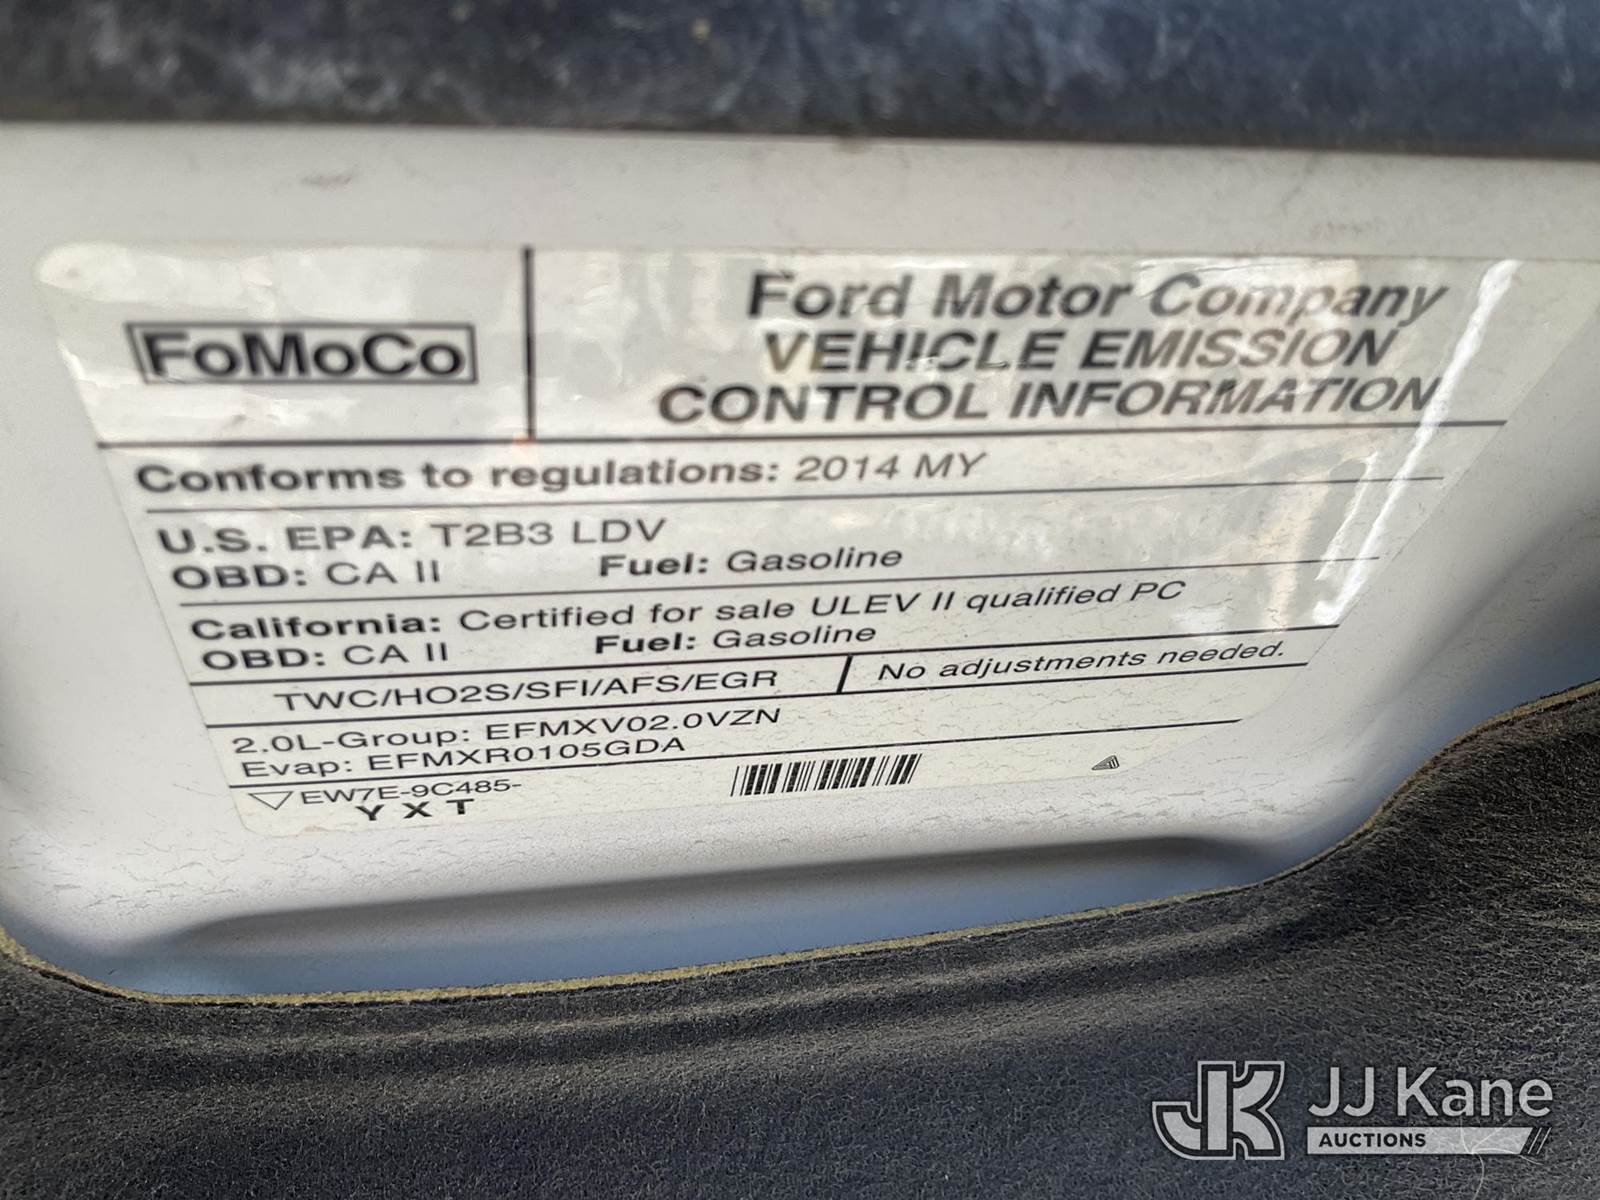 FoMoCo
Ford Motor Company
VEHICLE EMISSION
CONTROL INFORMATION
Conforms to regulations: 2014 MY
U.S. EPA: T2B3 LDV
OBD: CA II Fuel: Gasoline
California: Certified for sale ULEV II qualified PC
OBD: CA II Fuel: Gasoline
TWC/HO2S/SFI/AFS/EGR No adjustments needed.
2.0L-Group: EFMXV02.0VZN
Evap: EFMXR0105GDA
EW7E-9C485-
YXT
JK JJ Kane
AUCTIONS